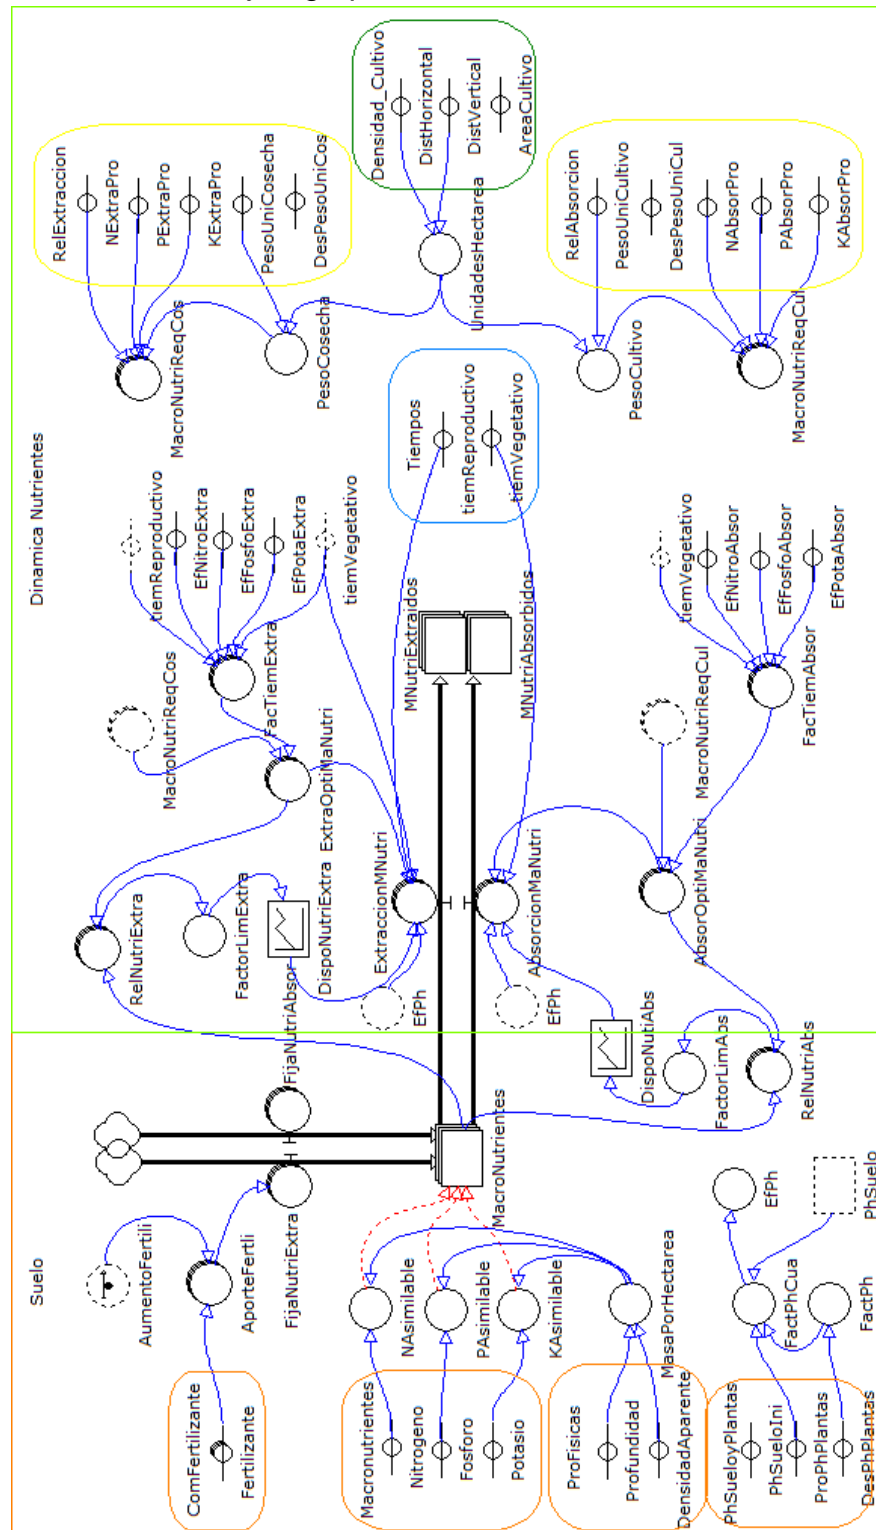 Suelo
Dinamica Nutrientes
ComFertilizante
Fertilizante
AumentoFertili
AporteFertli
FijaNutriExtra
FijaNutriAbsor
Macronutrientes
Nitrogeno
Fosforo
Potasio
NAsimilable
PAsimilable
KAsimilable
MacroNutrientes
ProFisicas
Profundidad
DensidadAparente
MasaPorHectarea
PhSueloyPlantas
PhSueloIni
ProPhPlantas
DesPhPlantas
FactPhCua
FactPh
EfPh
PhSuelo
RelNutriExtra
FactorLimExtra
DispoNutriExtra
ExtraccionMNutri
EfPh
AbsorcionMaNutri
EfPh
DispoNutiAbs
FactorLimAbs
RelNutriAbs
MacroNutriReqCos
ExtraOptiMaNutri
FacTiemExtra
tiemReproductivo
EfNitroExtra
EfFosfoExtra
EfPotaExtra
tiemVegetativo
MNutriExtraidos
MNutriAbsorbidos
MacroNutriReqCul
AbsorOptiMaNutri
FacTiemAbsor
tiemVegetativo
EfNitroAbsor
EfFosfoAbsor
EfPotaAbsor
Tiempos
tiemReproductivo
tiemVegetativo
RelExtraccion
NExtraPro
PExtraPro
KExtraPro
PesoUniCosecha
DesPesoUniCos
MacroNutriReqCos
PesoCosecha
Densidad_Cultivo
DistHorizontal
DistVertical
AreaCultivo
UnidadesHectarea
RelAbsorcion
PesoUniCultivo
DesPesoUniCul
NAbsorPro
PAbsorPro
KAbsorPro
PesoCultivo
MacroNutriReqCul